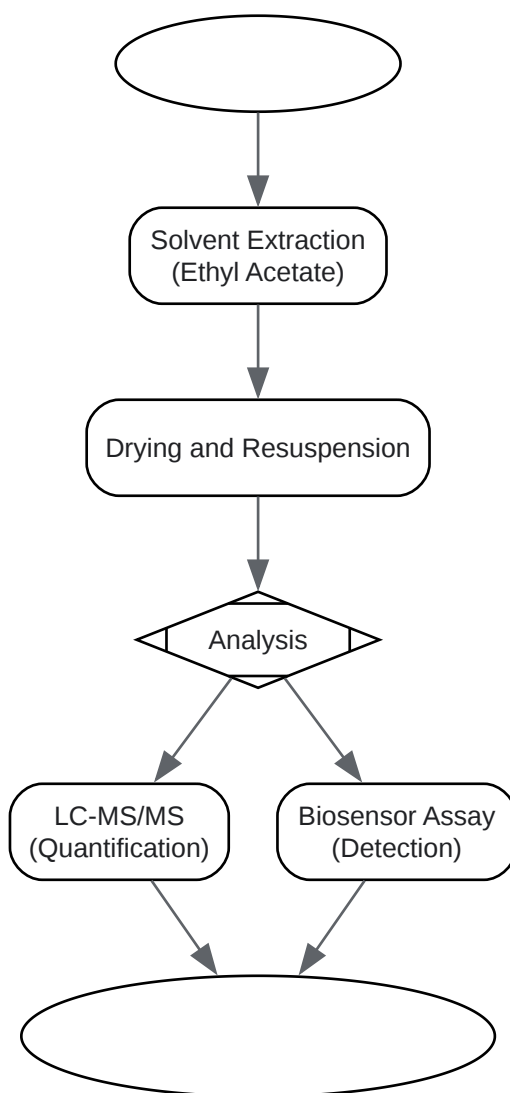 Solvent Extraction
(Ethyl Acetate)
Drying and Resuspension
Analysis
LC-MS/MS
(Quantification)
Biosensor Assay
(Detection)